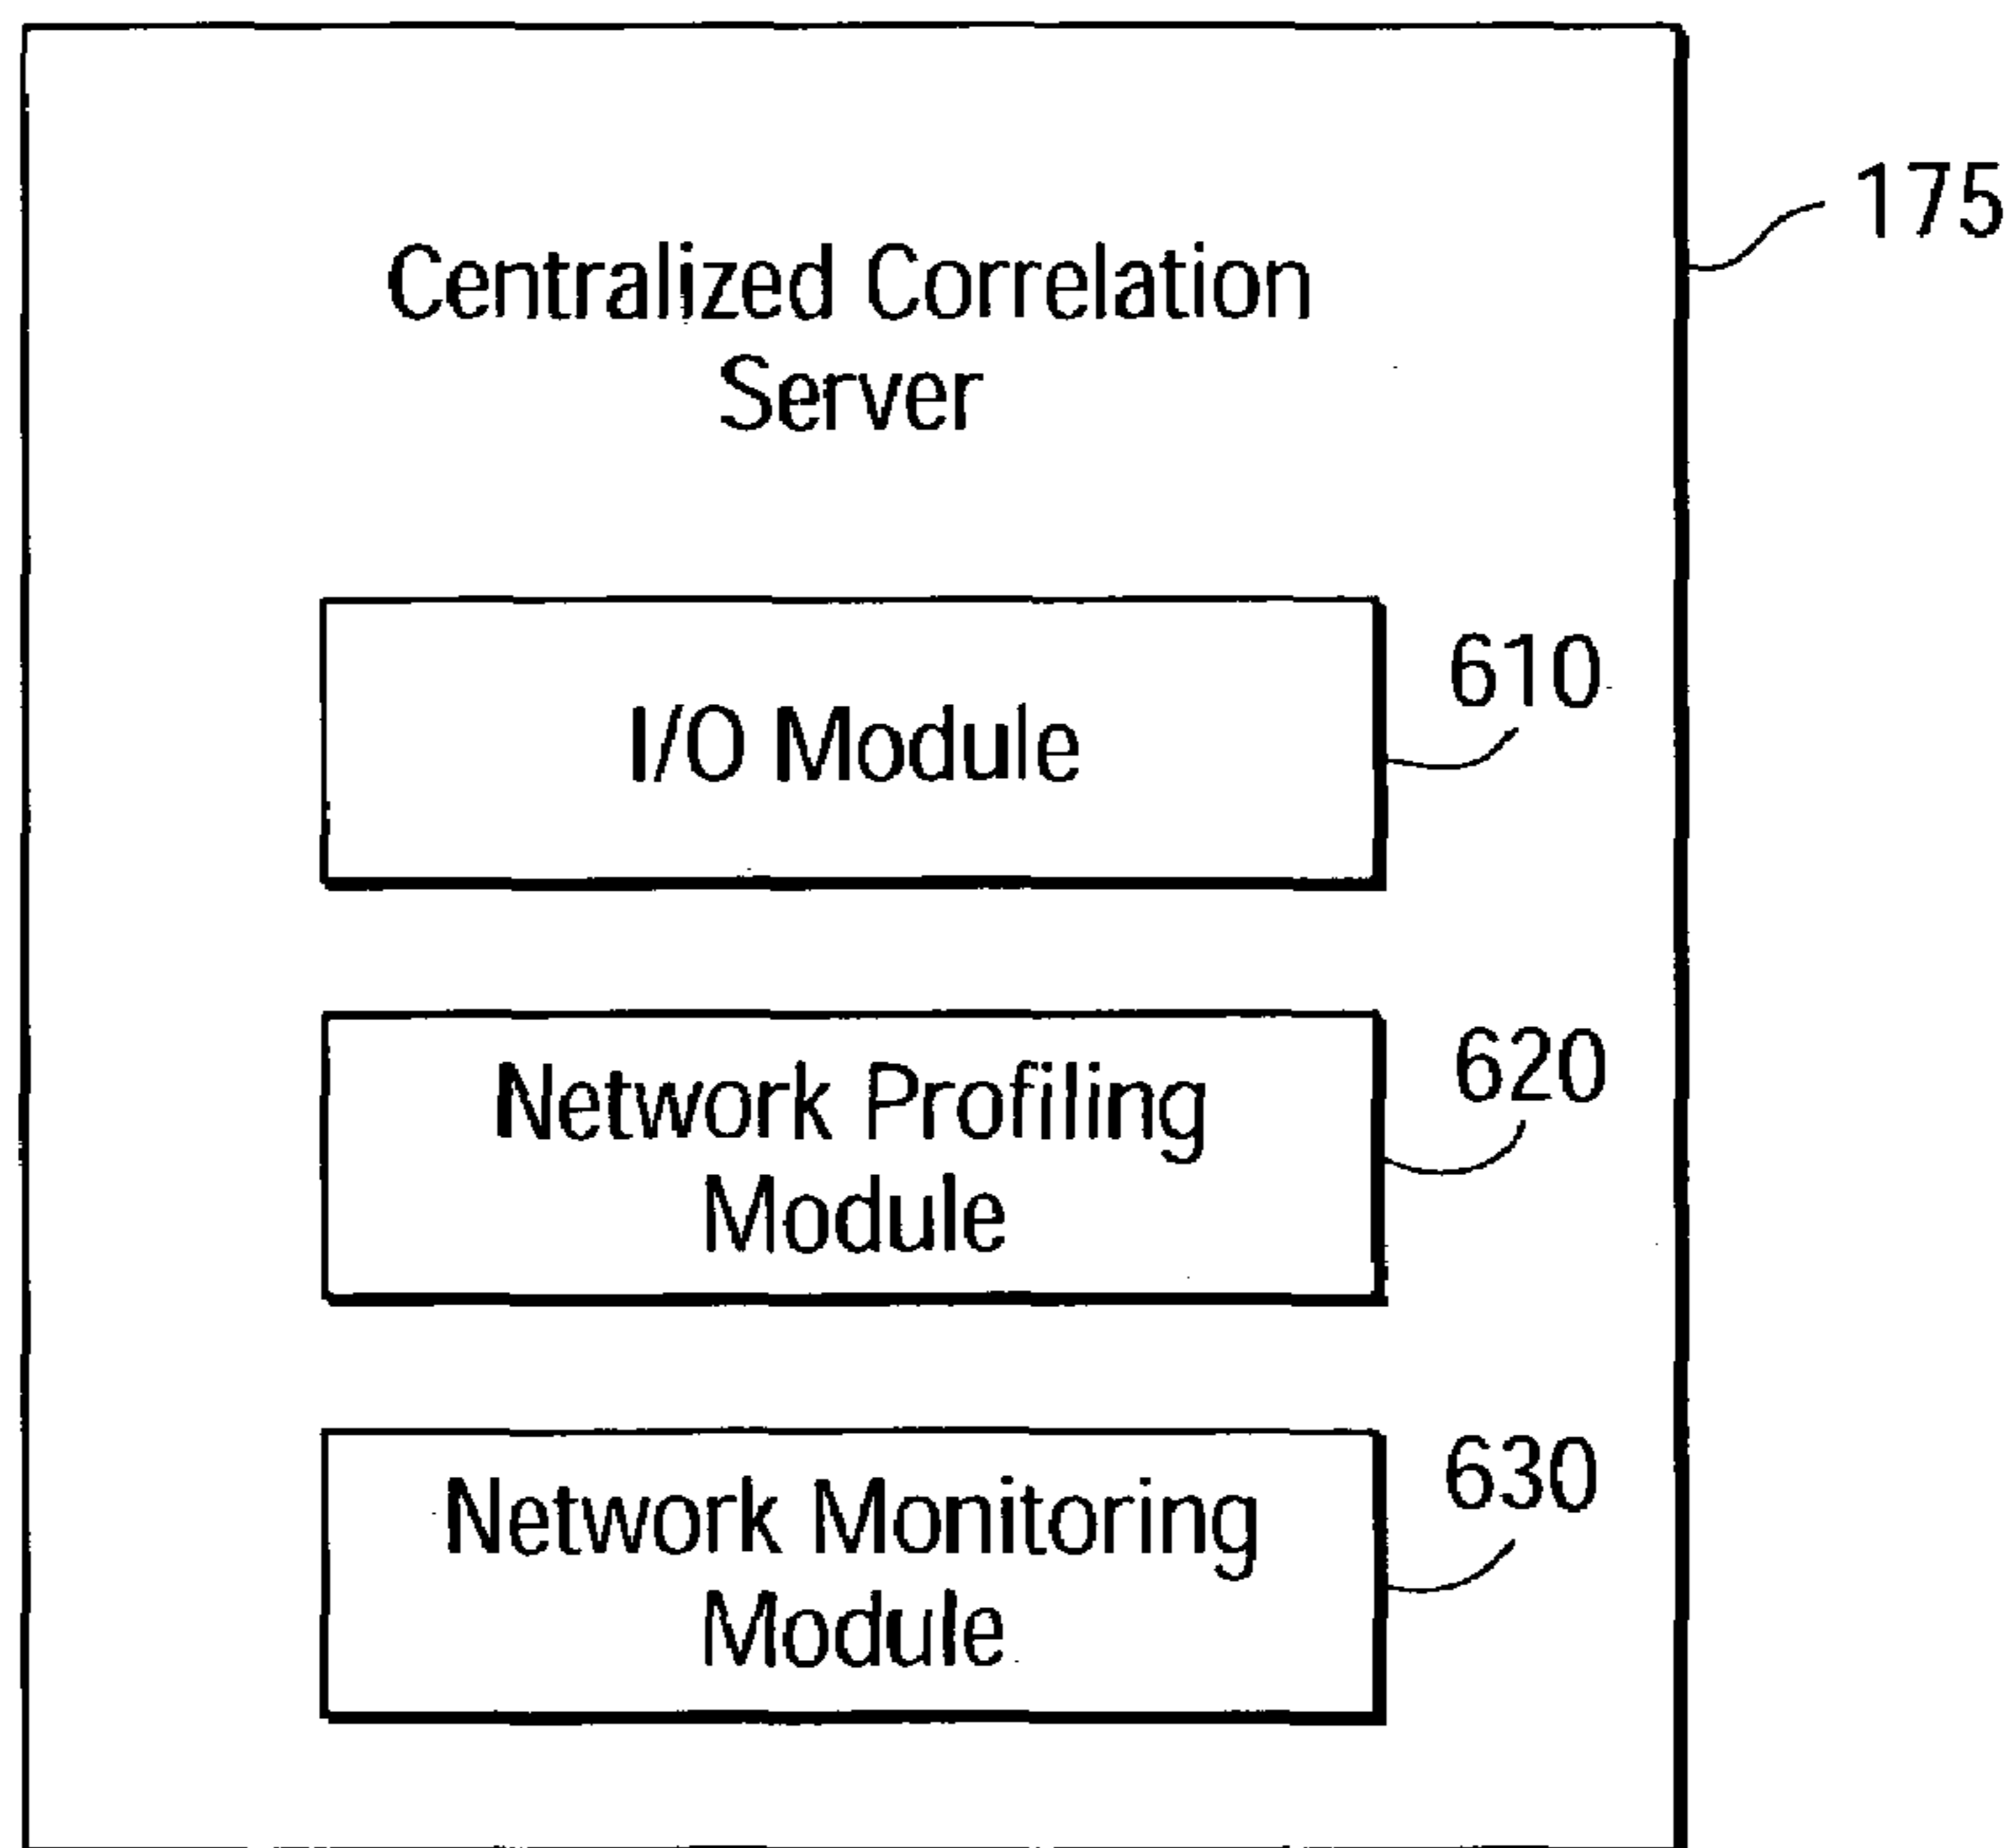 175
Centralized Correlation
Server
610
I/O Module
620
Network Profiling
Module
630
Network Monitoring
Module